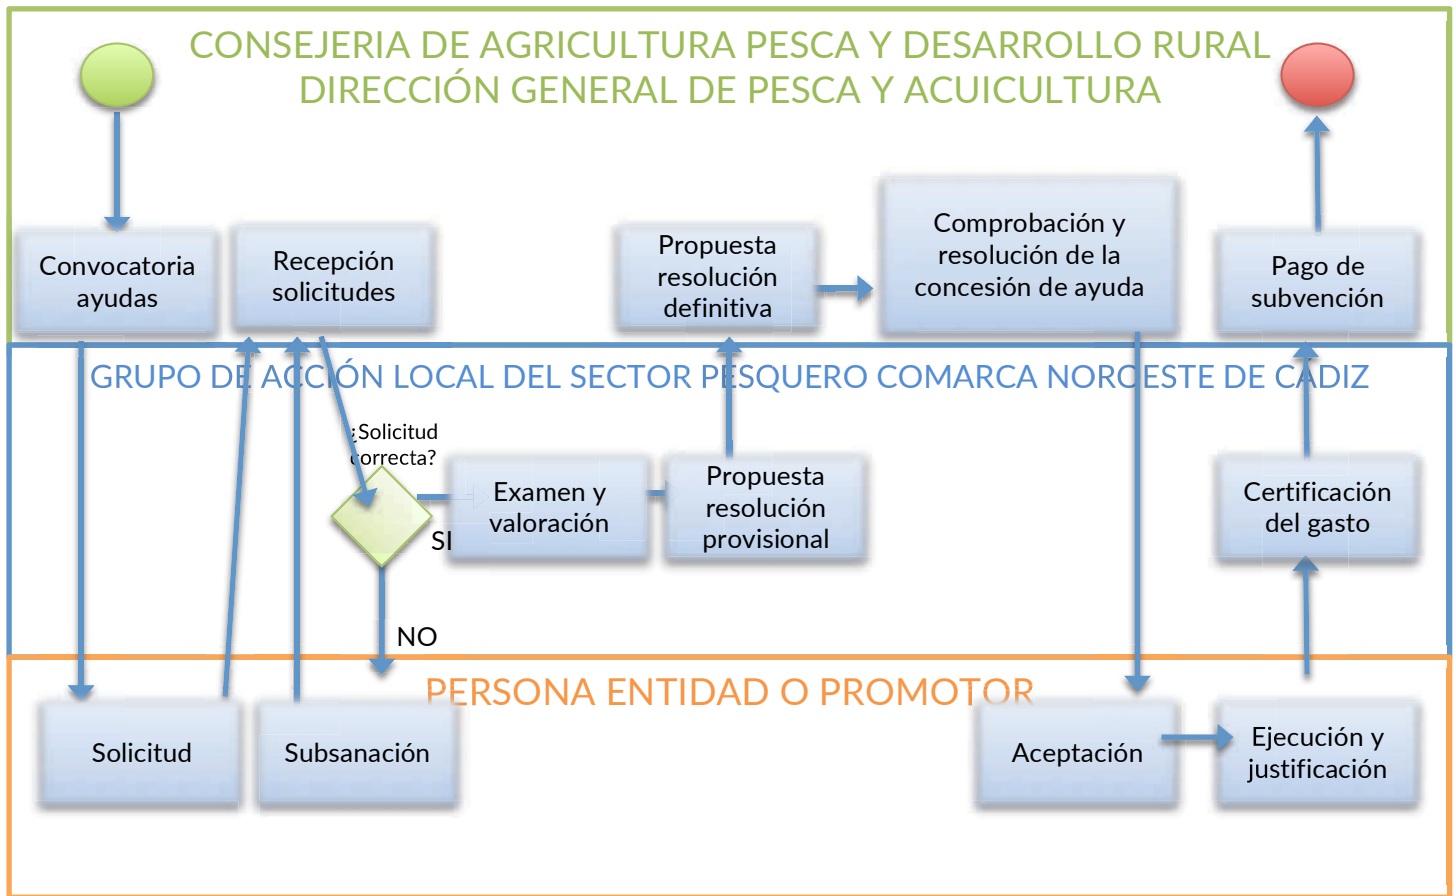 CONSEJERIA DE AGRICULTURA PESCA Y DESARROLLO RURAL
DIRECCIÓN GENERAL DE PESCA Y ACUICULTURA
Convocatoria
ayudas
Recepción
solicitudes
Propuesta
resolución
definitiva
Comprobación y
resolución de la
concesión de ayuda
Pago de
subvención
GRUPO DE ACCIÓN LOCAL DEL SECTOR PESQUERO COMARCA NOROESTE DE CÁDIZ
¿Solicitud
correcta?
SI
NO
Examen y
valoración
Propuesta
resolución
provisional
Certificación
del gasto
PERSONA ENTIDAD O PROMOTOR
Solicitud
Subsanación
Aceptación
Ejecución y
justificación